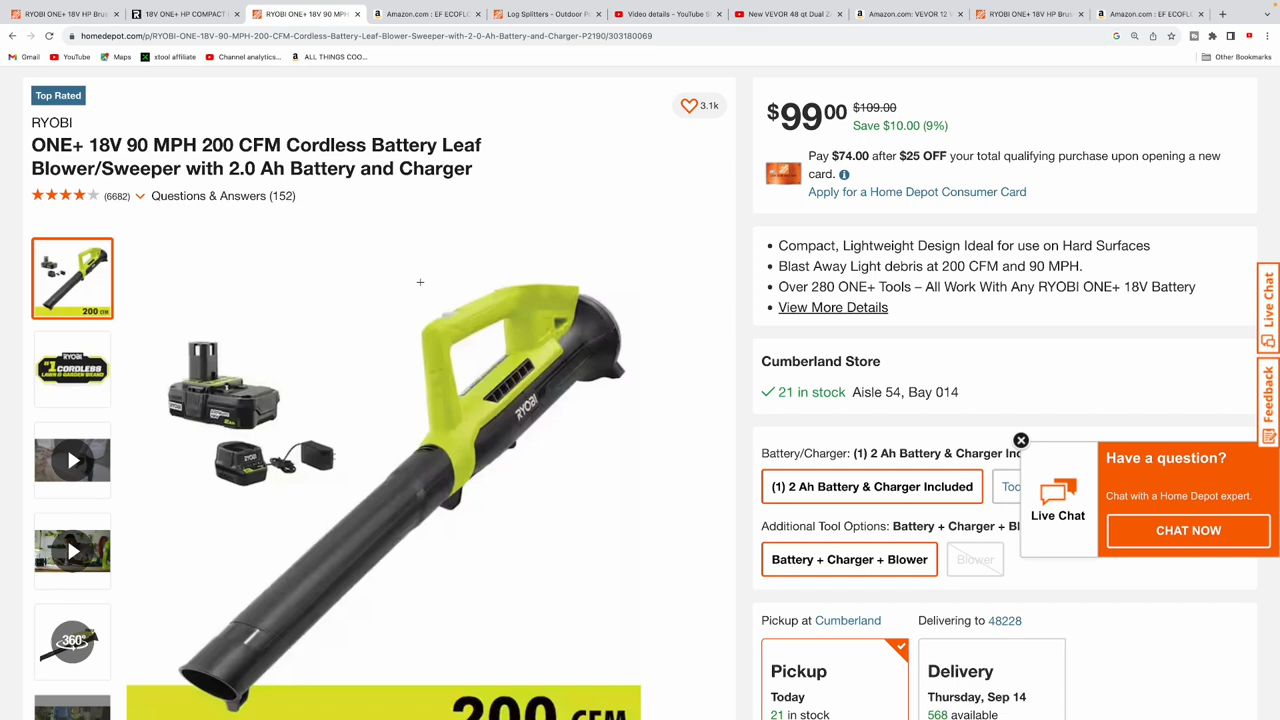 RYOBI ONE+ 18V HP Brus
18V ONE+ HP COMPACT
RYOBI ONE+ 18V 90 MPH
Amazon.com : EF ECOFLO
Log Splitters - Outdoor P
Video details - YouTube S
New VEVOR 48 qt Dual Z
Amazon.com: VEVOR 12 V
RYOBI ONE+ 18V HP Brus
Amazon.com : EF ECOFLO
homedepot.com/p/RYOBI-ONE-18V-90-MPH-200-CFM-Cordless-Battery-Leaf-Blower-Sweeper-with-2-0-Ah-Battery-and-Charger-P2190/303180069
Gmail
YouTube
Maps
xtool affiliate
Channel analytics...
ALL THINGS COO...
Other Bookmarks
Top Rated
3.1k
RYOBI
ONE+ 18V 90 MPH 200 CFM Cordless Battery Leaf
Blower/Sweeper with 2.0 Ah Battery and Charger
(6682)
Questions & Answers (152)
200 CFM
RYOBI
#1 CORDLESS
360°
RYOBI
200 CFM
$99.00
$109.00
Save $10.00 (9%)
Pay $74.00 after $25 OFF your total qualifying purchase upon opening a new
card.
Apply for a Home Depot Consumer Card
• Compact, Lightweight Design Ideal for use on Hard Surfaces
• Blast Away Light debris at 200 CFM and 90 MPH.
• Over 280 ONE+ Tools – All Work With Any RYOBI ONE+ 18V Battery
• View More Details
Cumberland Store
21 in stock Aisle 54, Bay 014
Battery/Charger: (1) 2 Ah Battery & Charger Inc
(1) 2 Ah Battery & Charger Included
Too
Additional Tool Options: Battery + Charger + Bl
Battery + Charger + Blower
Blower
Pickup at Cumberland
Delivering to 48228
Pickup
Today
21 in stock
Delivery
Thursday, Sep 14
568 available
Live Chat
Feedback
Live Chat
Have a question?
Chat with a Home Depot expert.
CHAT NOW